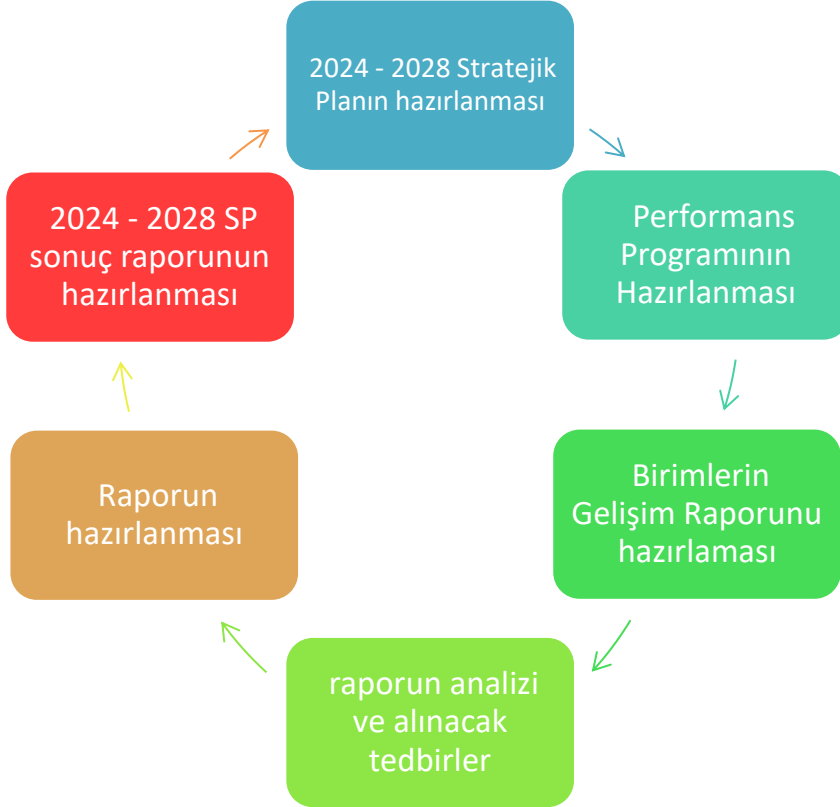 2024 - 2028 Stratejik
Planın hazırlanması
Performans
Programının
Hazırlanması
Birimlerin
Gelişim Raporunu
hazırlaması
raporun analizi
ve alınacak
tedbirler
Raporun
hazırlanması
2024 - 2028 SP
sonuç raporunun
hazırlanması